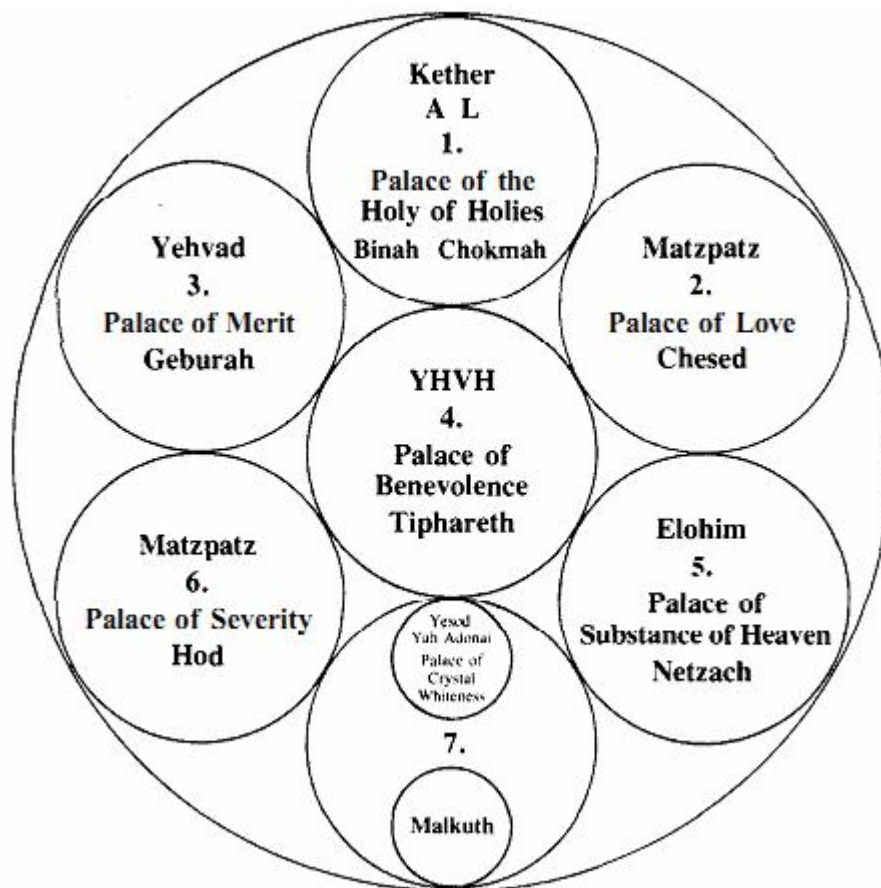 Kether
A L
1.
Palace of the
Holy of Holies
Binah Chokmah
Yehvad
3.
Palace of Merit
Geburah
Matzpatz
2.
Palace of Love
Chesed
YHVH
4.
Palace of
Benevolence
Tiphareth
Matzpatz
6.
Palace of Severity
Hod
Elohim
5.
Palace of
Substance of Heaven
Netzach
Yesod
Yah Adonai
Palace of
Crystal
Whiteness
7.
Malkuth